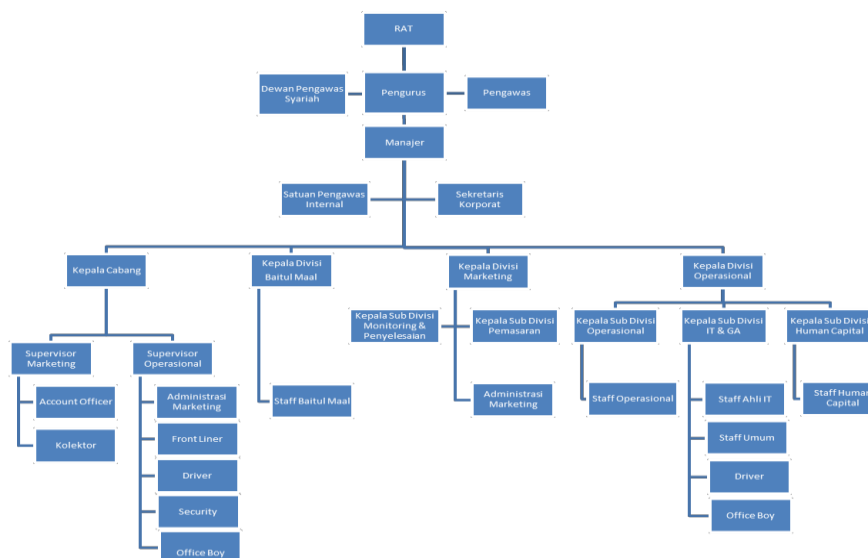 RAT
Dewan Pengawas
Syariah
Pengurus
Pengawas
Manajer
Satuan Pengawas
Internal
Sekretaris
Korporat
Kepala Cabang
Kepala Divisi
Baitul Maal
Kepala Divisi
Marketing
Kepala Divisi
Operasional
Kepala Sub Divisi
Monitoring &
Penyelesaian
Kepala Sub Divisi
Pemasaran
Kepala Sub Divisi
Operasional
Kepala Sub Divisi
IT & GA
Kepala Sub Divisi
Human Capital
Supervisor
Marketing
Supervisor
Operasional
Account Officer
Administrasi
Marketing
Staff Baitul Maal
Administrasi
Marketing
Staff Operasional
Staff Ahli IT
Staff Human
Capital
Kolektor
Front Liner
Staff Umum
Driver
Driver
Security
Office Boy
Office Boy